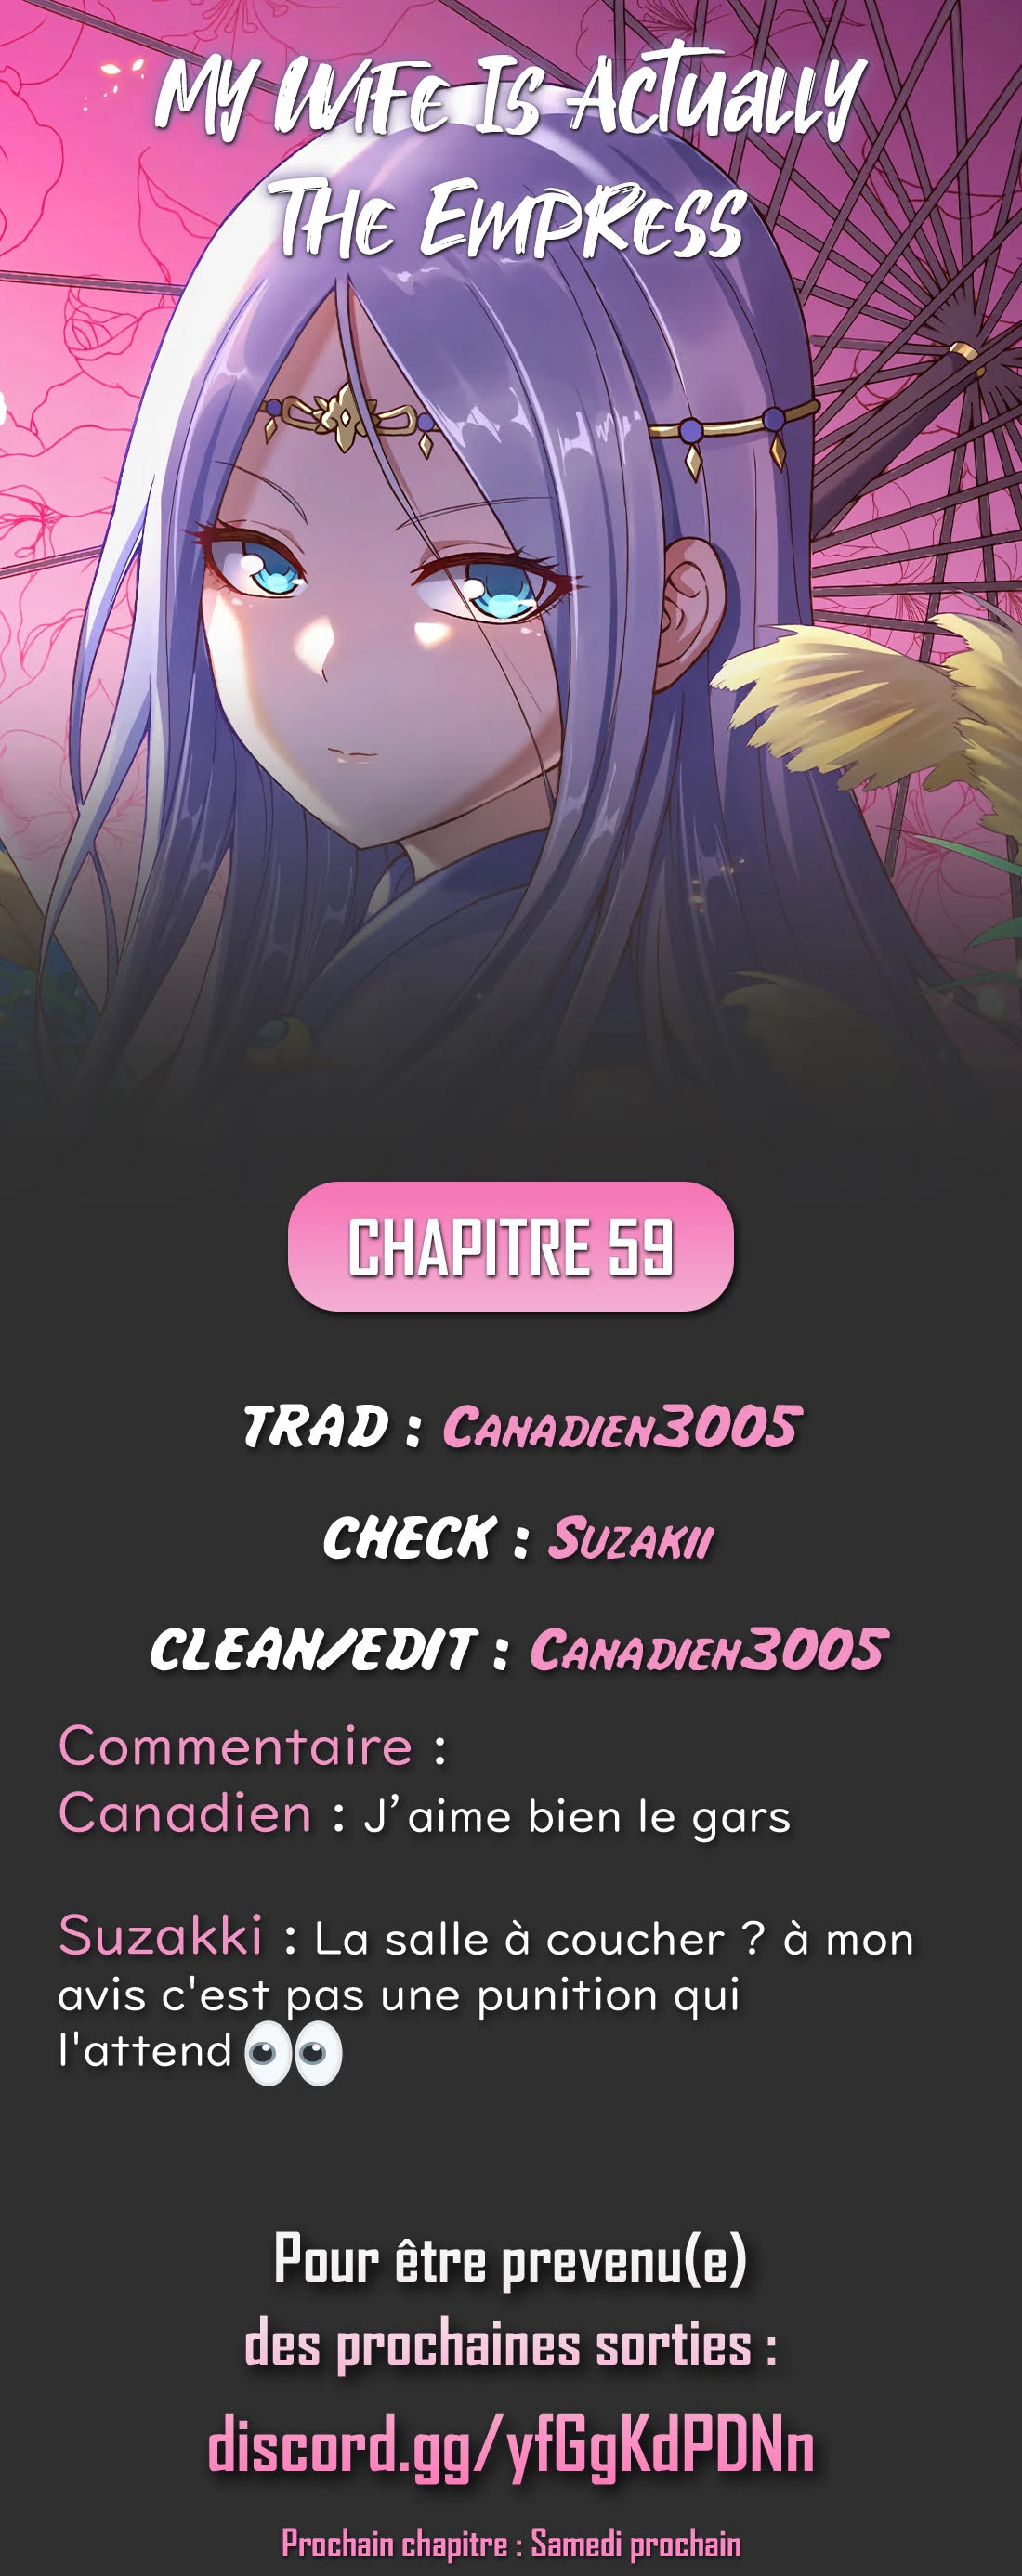 My Wife Is Actually
The Empress
CHAPITRE 59
TRAD : Canadien3005
CHECK : Suzakii
CLEAN/EDIT : Canadien3005
Commentaire :
Canadien : J’aime bien le gars
Suzakki : La salle à coucher ? à mon
avis c'est pas une punition qui
l'attend 👀
Pour être prevenu(e)
des prochaines sorties :
discord.gg/yfGgKdPDNn
Prochain chapitre : Samedi prochain